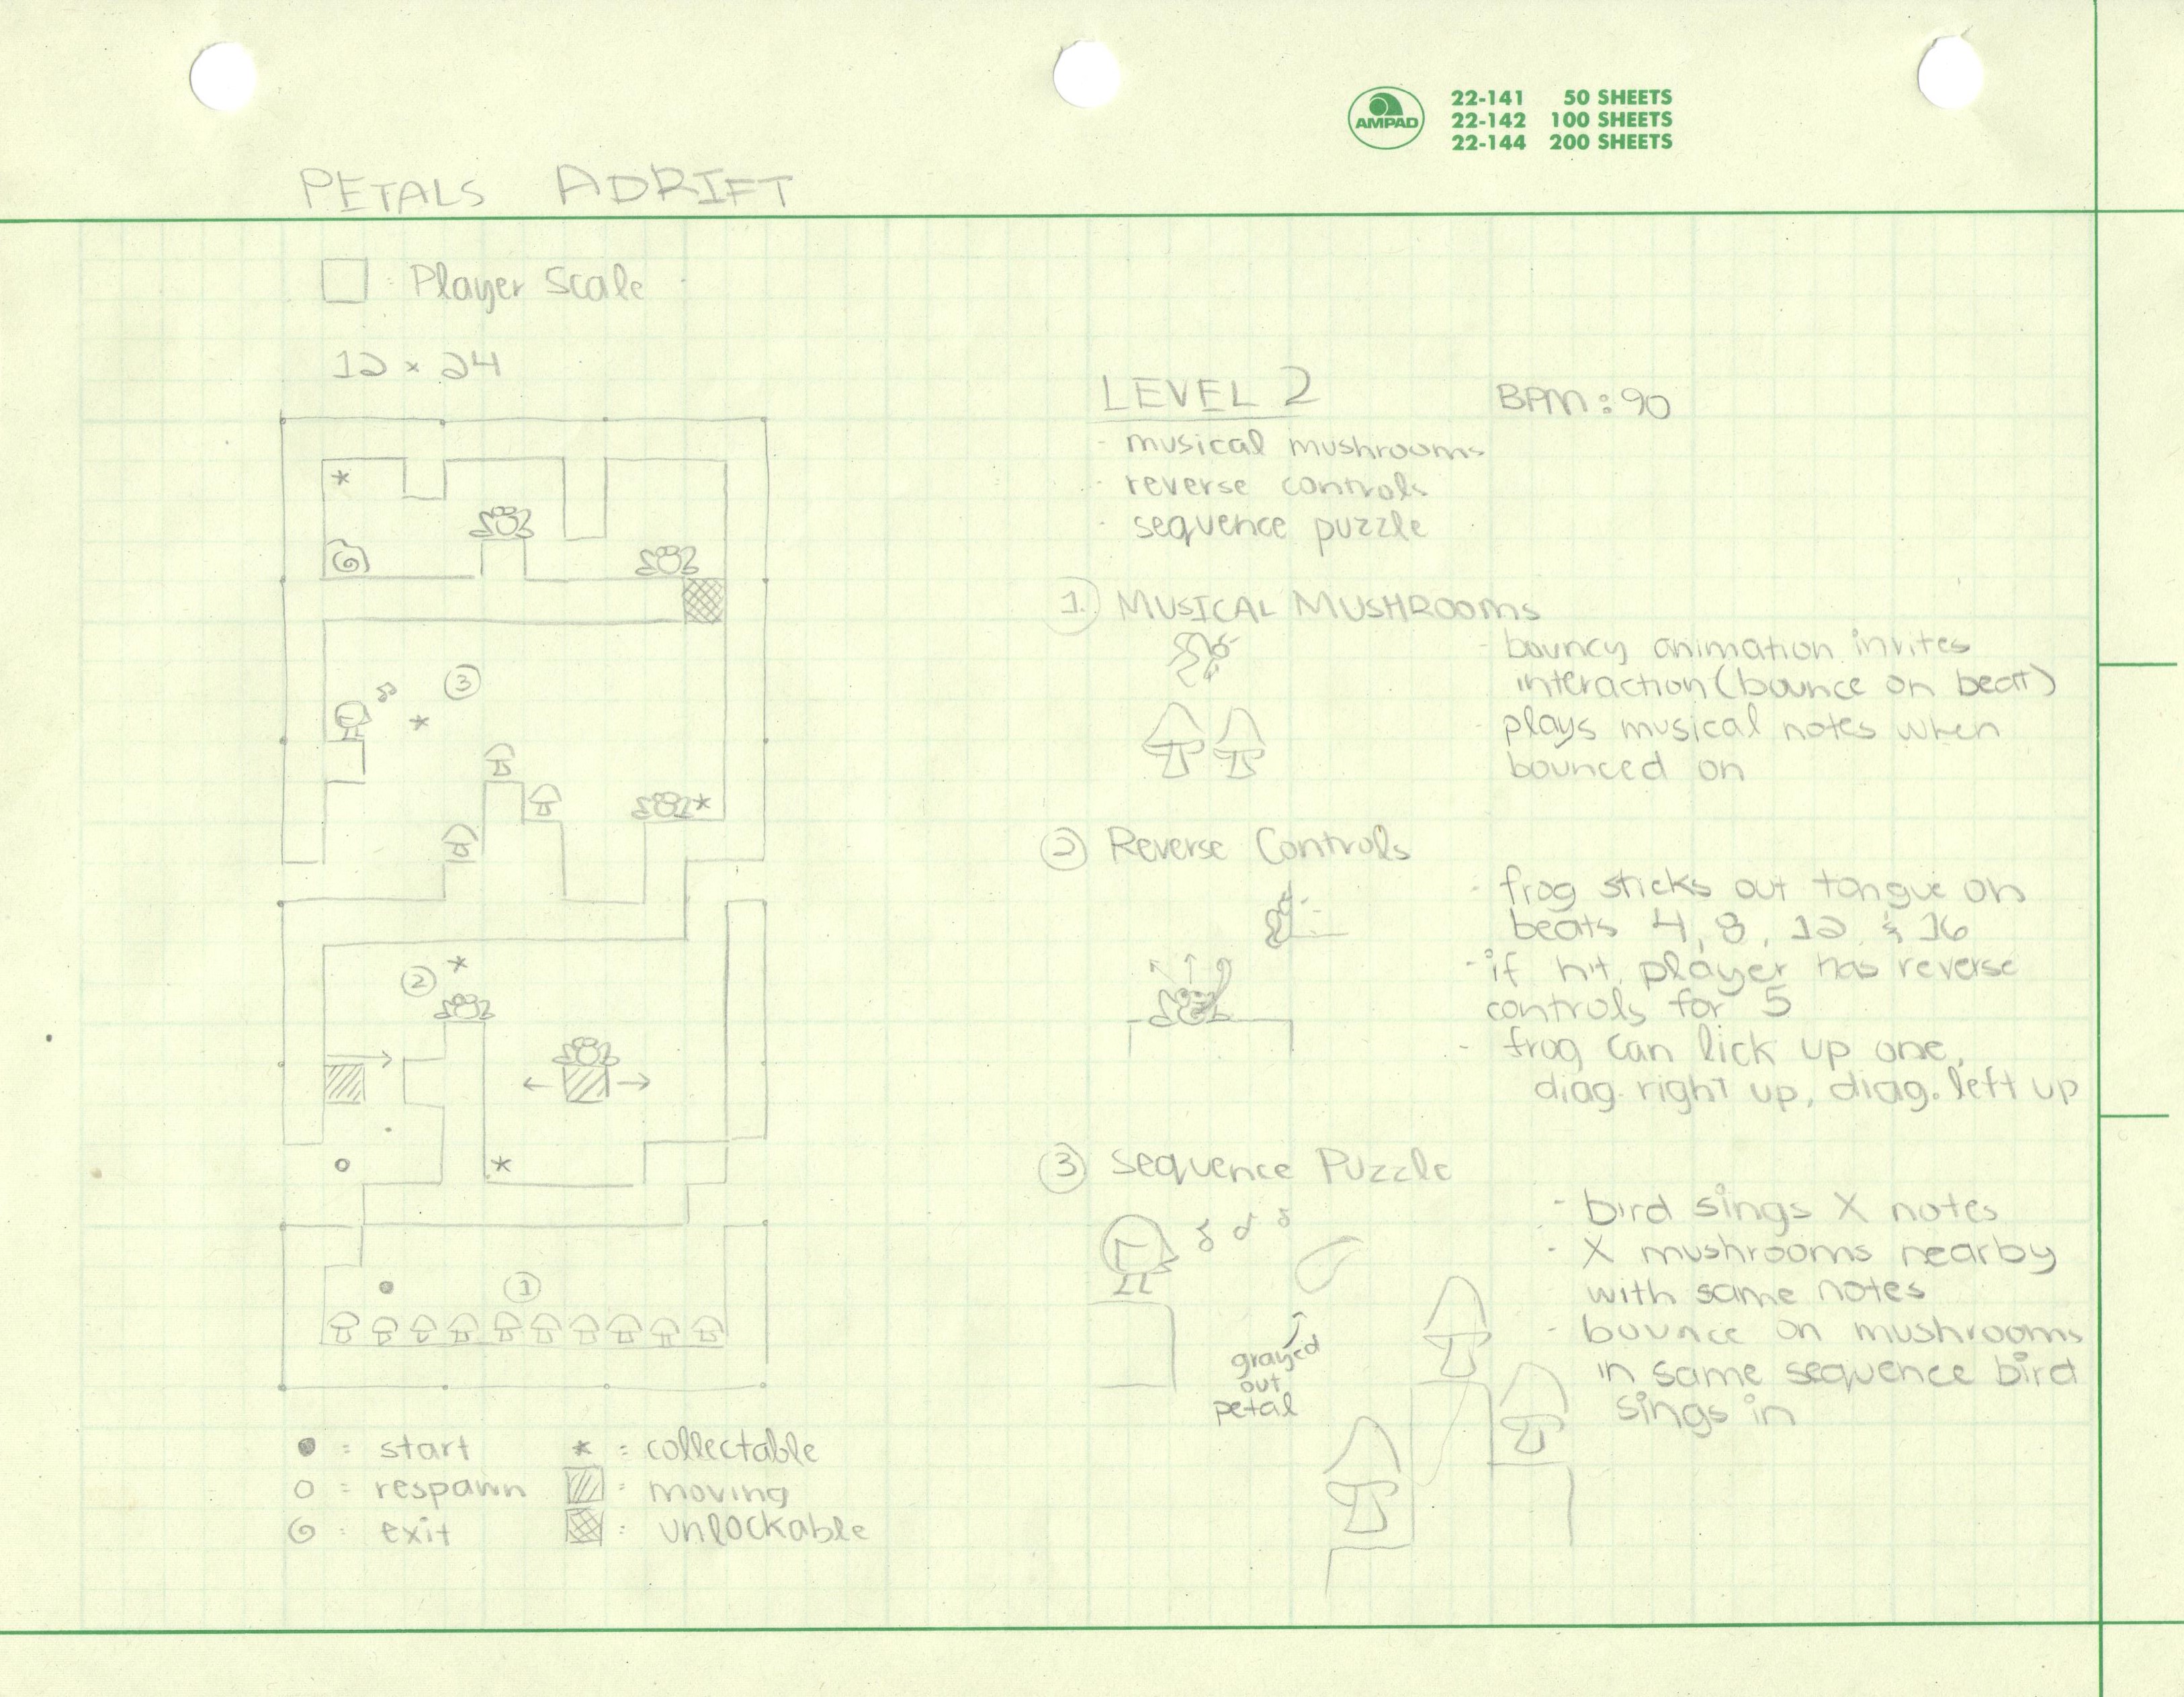 AMPAD
22-141 50 SHEETS
22-142 100 SHEETS
22-144 200 SHEETS
PETALS ADRIFT
: Player Scale
12 x 24
3
2
1
● : start
○ : respawn
: exit
* : collectable
: moving
: unlockable
LEVEL 2
BPM: 90
- musical mushrooms
- reverse controls
- sequence puzzle
1. MUSICAL MUSHROOMS
- bouncy animation invites
interaction (bounce on beat)
- plays musical notes when
bounced on
2 Reverse Controls
- frog sticks out tongue on
beats 4, 8, 12, & 16
- if hit, player has reverse
controls for 5
- frog can lick up one,
diag. right up, diag. left up
3 Sequence Puzzle
- bird sings X notes
- X mushrooms nearby
with same notes
- bounce on mushrooms
in same sequence bird
sings in
grayed
out
petal